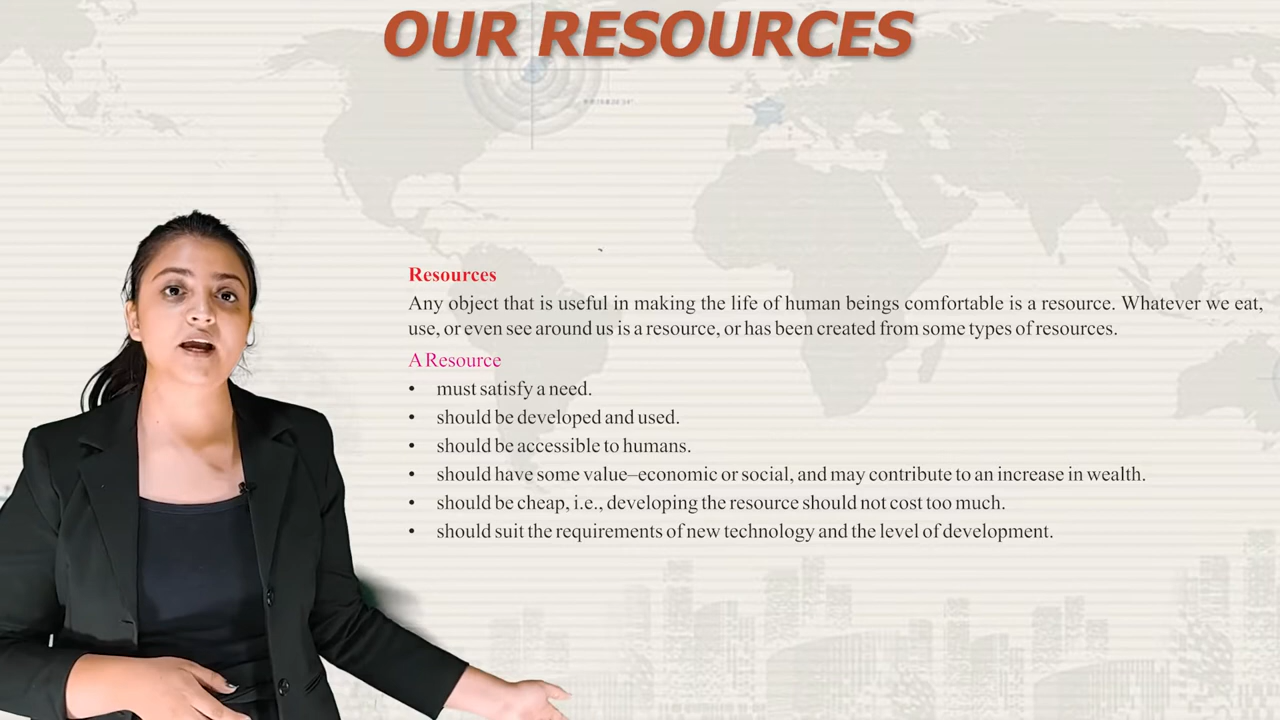 OUR RESOURCES
Resources
Any object that is useful in making the life of human beings comfortable is a resource. Whatever we eat,
use, or even see around us is a resource, or has been created from some types of resources.
A Resource
• must satisfy a need.
• should be developed and used.
• should be accessible to humans.
• should have some value–economic or social, and may contribute to an increase in wealth.
• should be cheap, i.e., developing the resource should not cost too much.
• should suit the requirements of new technology and the level of development.